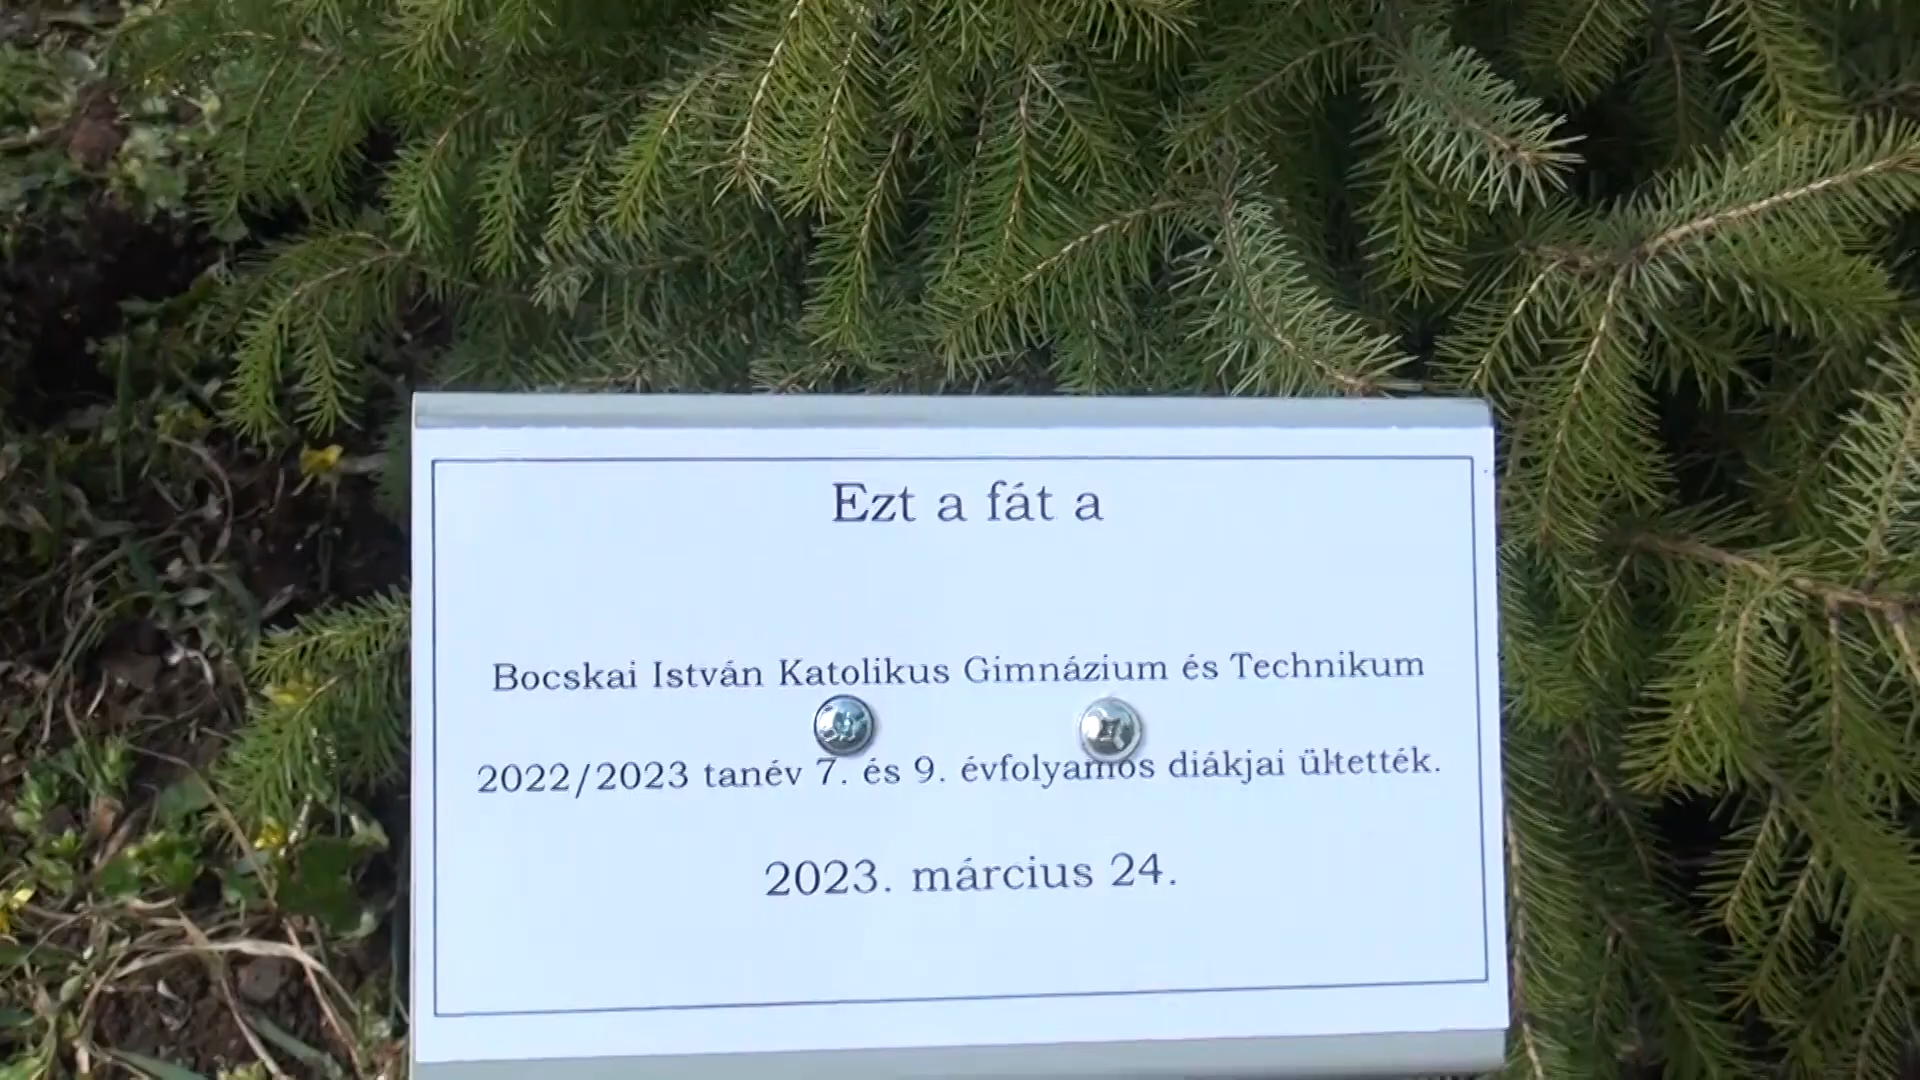 Ezt a fát a
Bocskai István Katolikus Gimnázium és Technikum
2022/2023 tanév 7. és 9. évfolyamos diákjai ültették.
2023. március 24.